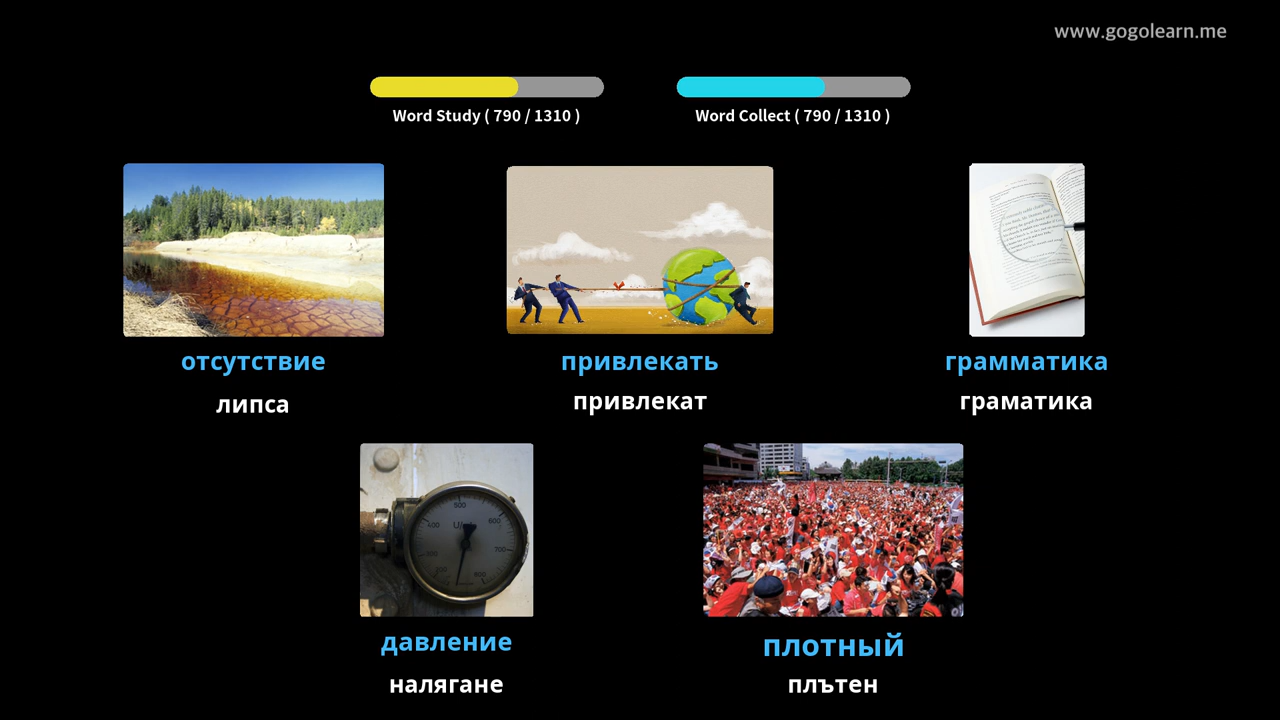 www.gogolearn.me
Word Study ( 790 / 1310 )
Word Collect ( 790 / 1310 )
отсутствие
привлекать
грамматика
липса
привлекат
граматика
давление
плотный
налягане
плътен